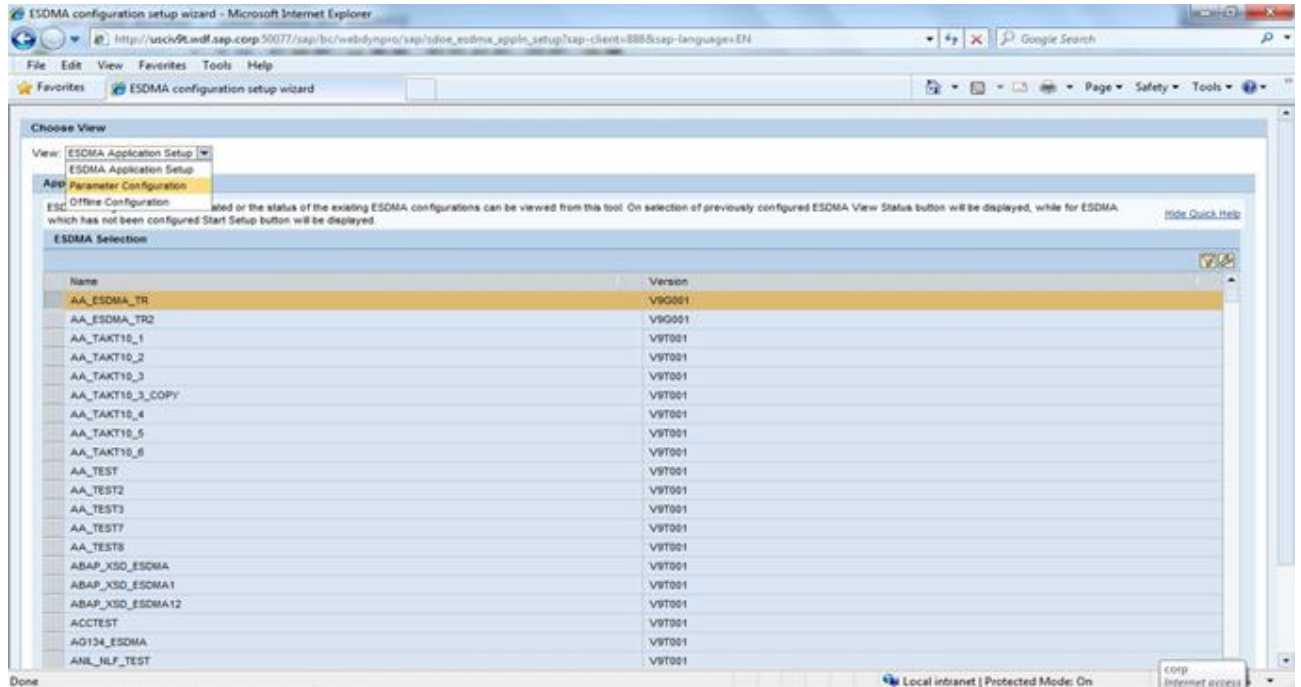 ESDMA configuration setup wizard - Microsoft Internet Explorer
http://usciv9t.wdf.sap.corp:50077/sap/bc/webdynpro/sap/sdoe_esdma_appln_setup?sap-client=888&sap-language=EN
Google Search
File Edit View Favorites Tools Help
Favorites
ESDMA configuration setup wizard
Page Safety Tools
Choose View
View: ESDMA Application Setup
ESDMA Application Setup
App
Parameter Configuration
Offline Configuration
ated or the status of the existing ESDMA configurations can be viewed from this tool. On selection of previously configured ESDMA View Status button will be displayed, while for ESDMA
which has not been configured Start Setup button will be displayed.
Hide Quick Help
ESDMA Selection
Name Version
AA_ESDMA_TR V9G001
AA_ESDMA_TR2 V9G001
AA_TAKT10_1 V9T001
AA_TAKT10_2 V9T001
AA_TAKT10_3 V9T001
AA_TAKT10_3_COPY V9T001
AA_TAKT10_4 V9T001
AA_TAKT10_5 V9T001
AA_TAKT10_6 V9T001
AA_TEST V9T001
AA_TEST2 V9T001
AA_TEST3 V9T001
AA_TEST7 V9T001
AA_TEST8 V9T001
ABAP_XSD_ESDMA V9T001
ABAP_XSD_ESDMA1 V9T001
ABAP_XSD_ESDMA12 V9T001
ACCTEST V9T001
AG134_ESDMA V9T001
ANIL_NLF_TEST V9T001
Done
Local intranet | Protected Mode: On
corp
Internet access